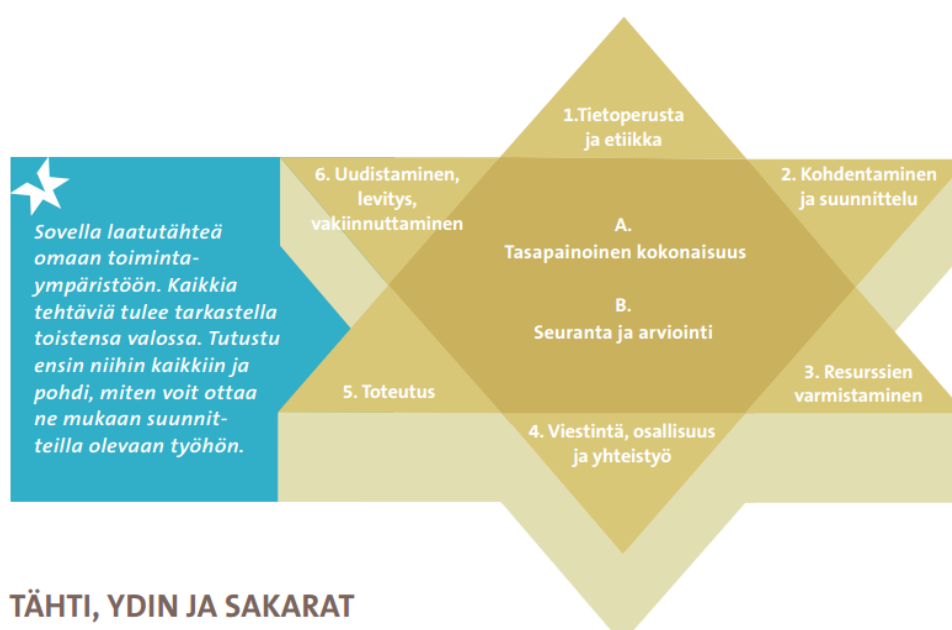 1.Tietoperusta
ja etiikka
6. Uudistaminen,
levitys,
vakiinnuttaminen
2. Kohdentaminen
ja suunnittelu
A.
Tasapainoinen kokonaisuus
B.
Seuranta ja arviointi
Sovella laatutähteä
omaan toiminta-
ympäristöön. Kaikkia
tehtäviä tulee tarkastella
toistensa valossa. Tutustu
ensin niihin kaikkiin ja
pohdi, miten voit ottaa
ne mukaan suunnit-
teilla olevaan työhön.
5. Toteutus
3. Resurssien
varmistaminen
4. Viestintä, osallisuus
ja yhteistyö
TÄHTI, YDIN JA SAKARAT